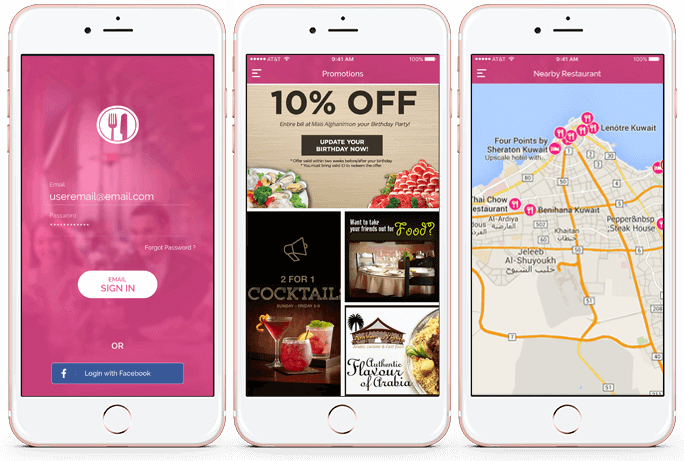 Email
useremail@email.com
Password
************
Forgot Password ?
EMAIL
SIGN IN
OR
f
Login with Facebook
AT&T
9:41 AM
100%
Promotions
10% OFF
Entire bill at Mais Alghanimon your Birthday Party!
UPDATE YOUR
BIRTHDAY NOW!
* Offer valid within two weeks before/after your birthday
* You must bring valid ID to redeem the offer
2 FOR 1
COCKTAIL
SUNDAY - FRIDAY
Want to take
your friends out for
Food?
Authentic
Flavour
of Arabia
AT&T
9:41 AM
100%
Nearby Restaurant
Lenôtre Kuwait
Four Points by
Sheraton Kuwait
Upscale hotel with...
Thai Chow
Restaurant
Al-Ardiya
العارضية
Benihana Kuwait
Khaitan
خيطان
Pepper&nbsp
;Steak House
Jeleeb
Al-Shuyoukh
جليب الشيوخ